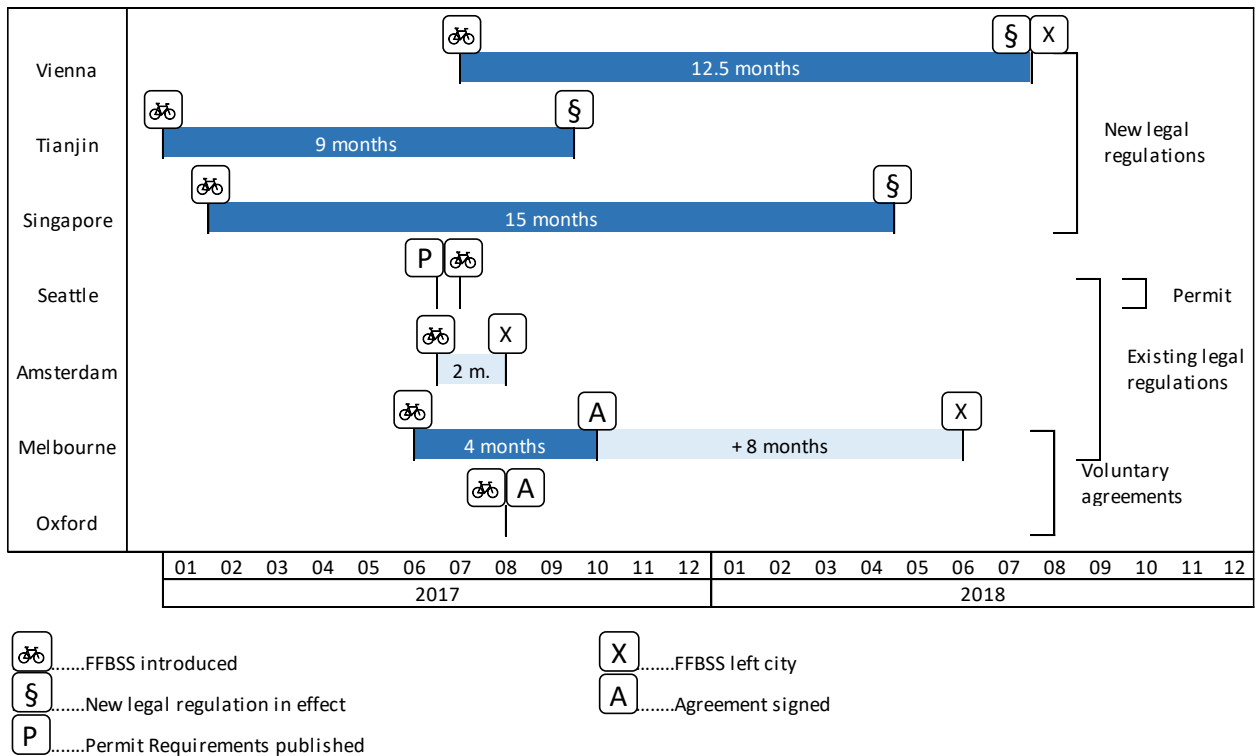 § X
Vienna
12.5 months
§
Tianjin
9 months
New legal
regulations
§
Singapore
15 months
P
Seattle
Permit
X
Amsterdam
2 m.
Existing legal
regulations
A X
Melbourne
4 months
+ 8 months
Voluntary
agreements
A
Oxford
01 02 03 04 05 06 07 08 09 10 11 12 01 02 03 04 05 06 07 08 09 10 11 12
2017 2018
.......FFBSS introduced
X .......FFBSS left city
§ .......New legal regulation in effect
A ........Agreement signed
P .......Permit Requirements published